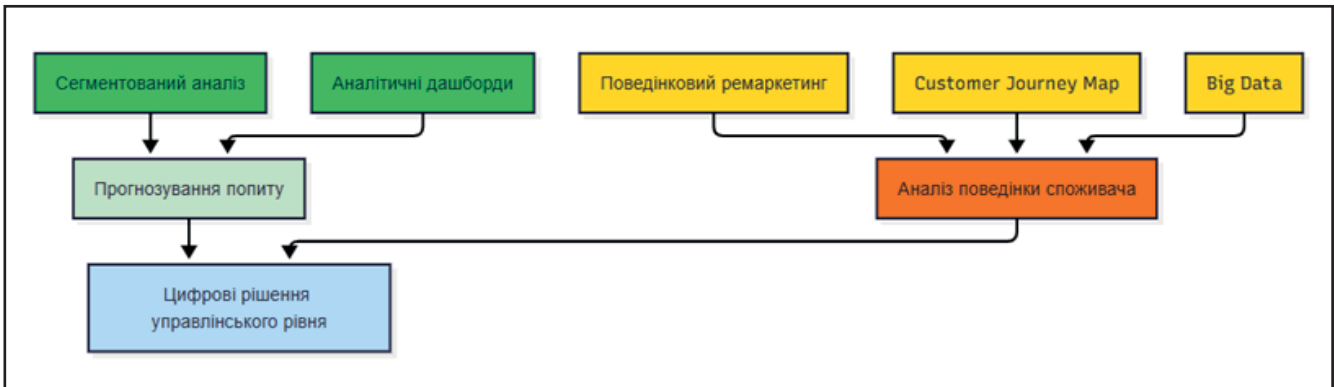 Сегментований аналіз
Аналітичні дашборди
Поведінковий ремаркетинг
Customer Journey Map
Big Data
Прогнозування попиту
Аналіз поведінки споживача
Цифрові рішення
управлінського рівня